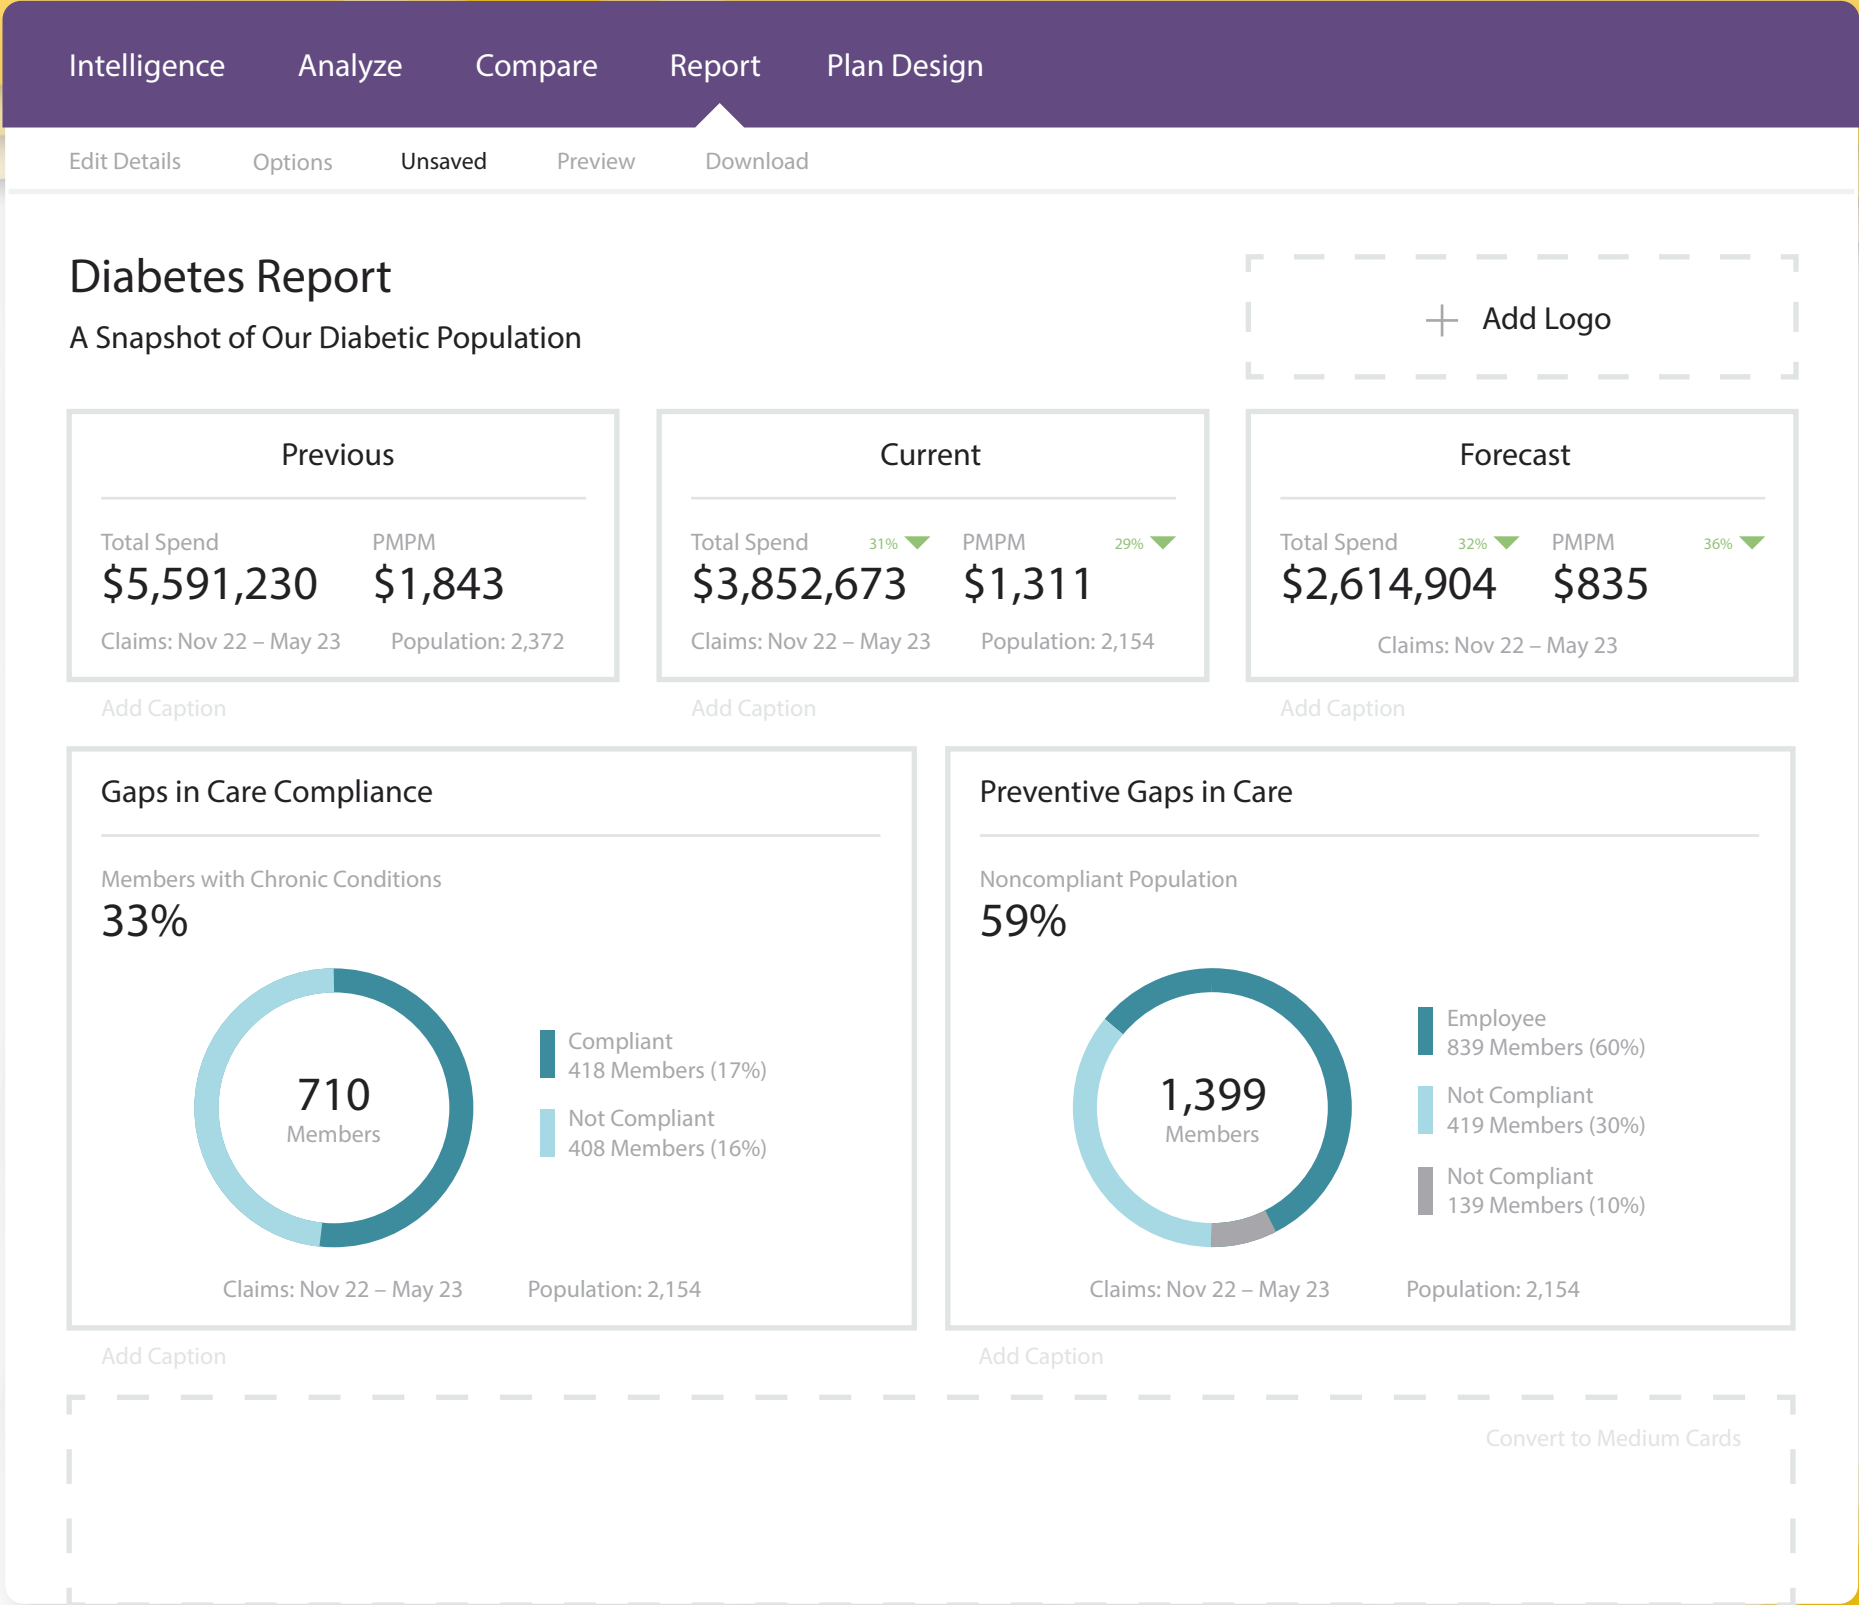 Intelligence Analyze Compare Report Plan Design
Edit Details Options Unsaved Preview Download
Diabetes Report
A Snapshot of Our Diabetic Population
Add Logo
Previous
Total Spend PMPM
$5,591,230 $1,843
Claims: Nov 22 – May 23 Population: 2,372
Add Caption
Current
Total Spend 31% PMPM 29%
$3,852,673 $1,311
Claims: Nov 22 – May 23 Population: 2,154
Add Caption
Forecast
Total Spend 32% PMPM 36%
$2,614,904 $835
Claims: Nov 22 – May 23
Add Caption
Gaps in Care Compliance
Members with Chronic Conditions
33%
710
Members
Compliant
418 Members (17%)
Not Compliant
408 Members (16%)
Claims: Nov 22 – May 23 Population: 2,154
Add Caption
Preventive Gaps in Care
Noncompliant Population
59%
1,399
Members
Employee
839 Members (60%)
Not Compliant
419 Members (30%)
Not Compliant
139 Members (10%)
Claims: Nov 22 – May 23 Population: 2,154
Add Caption
Convert to Medium Cards